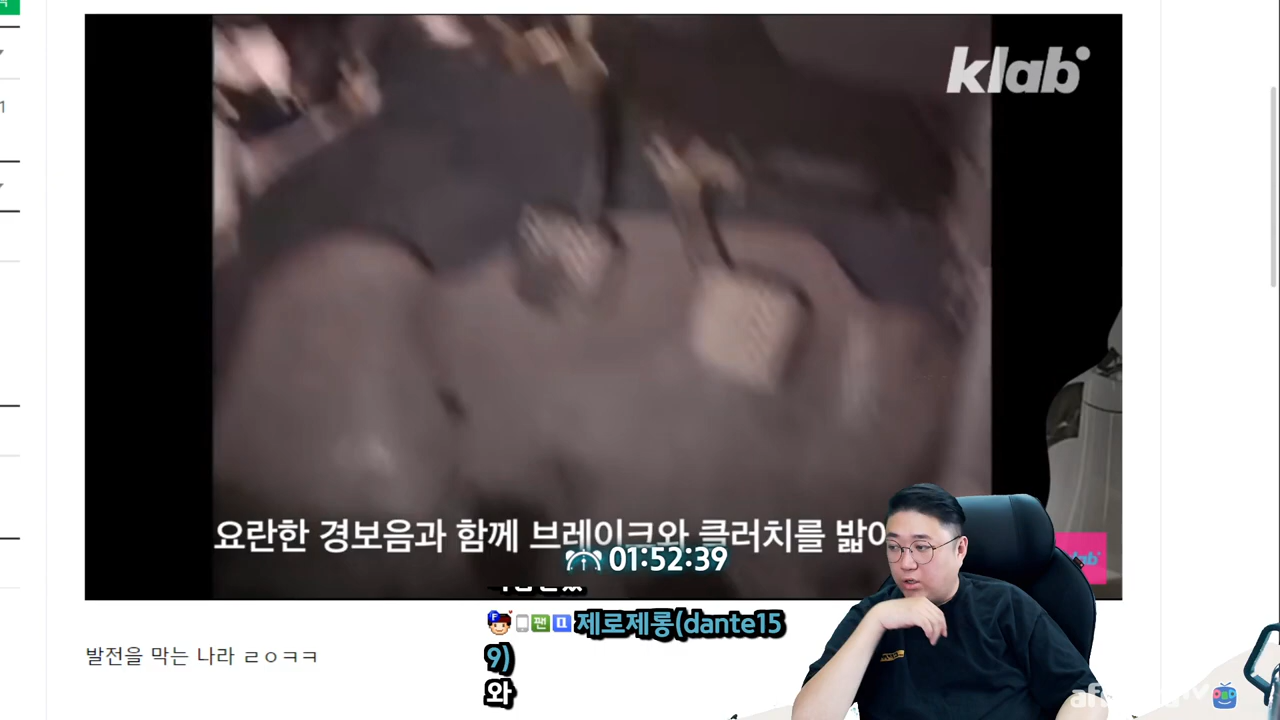 1
klab
요란한 경보음과 함께 브레이크와 클러치를 밟
01:52:39
팬
제로제롱(dante15
9)
와
발전을 막는 나라 ㄹㅇㅋㅋ